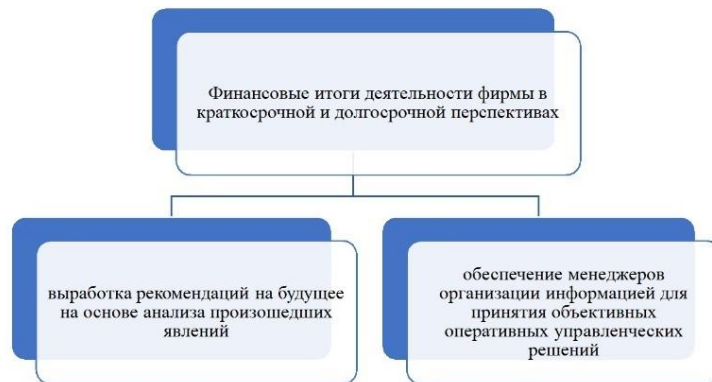 Финансовые итоги деятельности фирмы в
краткосрочной и долгосрочной перспективах
выработка рекомендаций на будущее
на основе анализа произошедших
явлений
обеспечение менеджеров
организации информацией для
принятия объективных
оперативных управленческих
решений